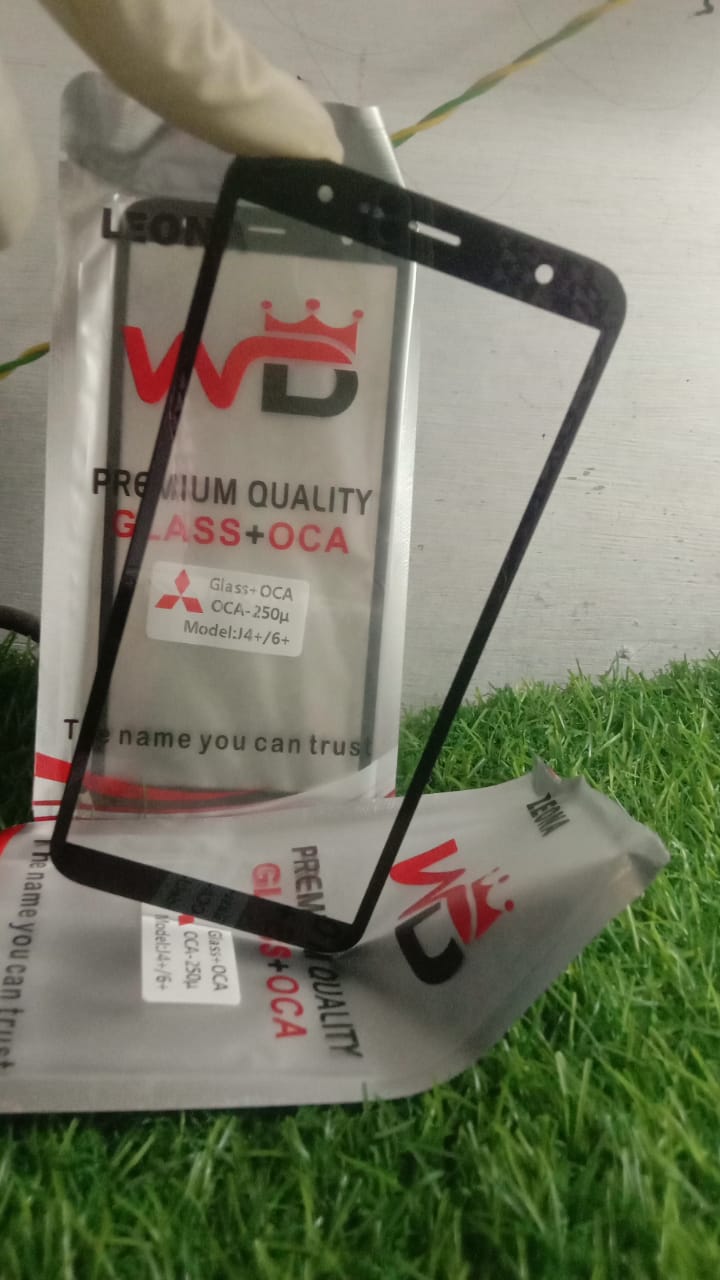 LEONA
WD
PREMIUM QUALITY
GLASS+OCA
Glass+OCA
OCA-250μ
Model:J4+/6+
The name you can trust
LEONA
WD
PREMIUM QUALITY
GLASS+OCA
Glass+OCA
OCA-250μ
Model:J4+/6+
The name you can trust